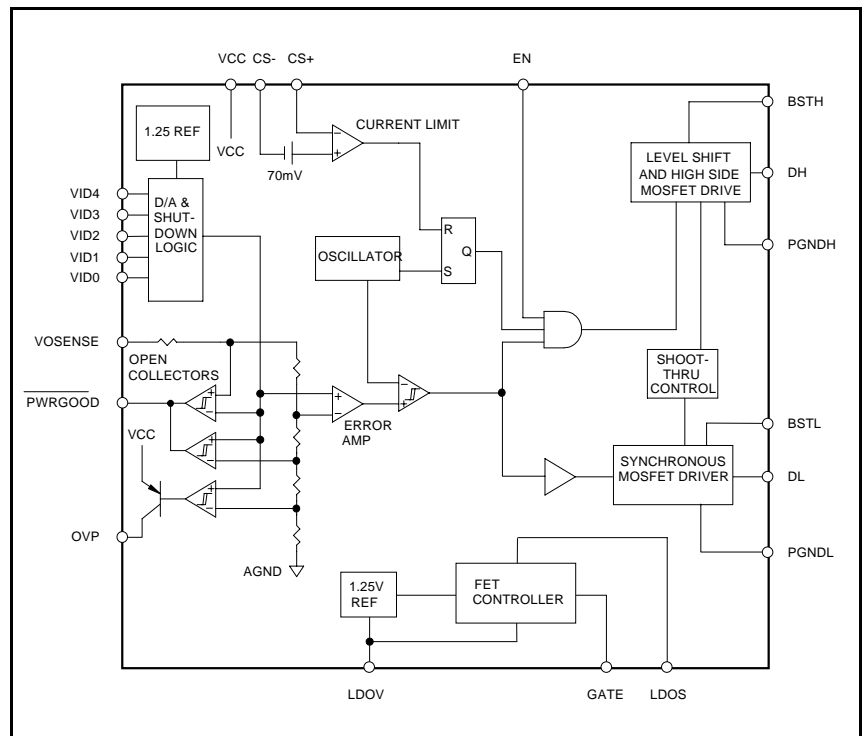 VCC CS- CS+ EN
BSTH
1.25 REF
VCC
CURRENT LIMIT
70mV
LEVEL SHIFT
AND HIGH SIDE
MOSFET DRIVE
DH
VID4
VID3
VID2
VID1
VID0
D/A &
SHUT-
DOWN
LOGIC
R
Q
S
OSCILLATOR
PGNDH
VOSENSE
OPEN
COLLECTORS
PWRGOOD
+
−
+
−
+
−
+
−
−
+
ERROR
AMP
SHOOT-
THRU
CONTROL
VCC
BSTL
SYNCHRONOUS
MOSFET DRIVER
DL
OVP
PGNDL
AGND
1.25V
REF
FET
CONTROLLER
LDOV GATE LDOS